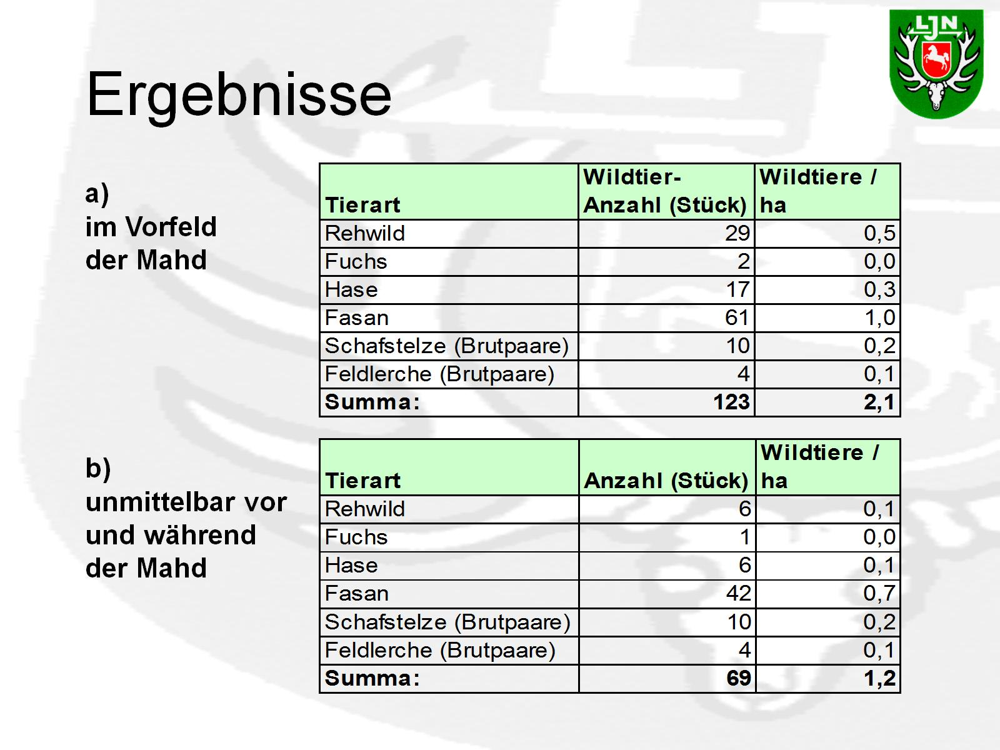 LJN
Ergebnisse
a)
im Vorfeld
der Mahd
Wildtier- Wildtiere /
Tierart Anzahl (Stück) ha
Rehwild 29 0,5
Fuchs 2 0,0
Hase 17 0,3
Fasan 61 1,0
Schafstelze (Brutpaare) 10 0,2
Feldlerche (Brutpaare) 4 0,1
Summa: 123 2,1
b)
unmittelbar vor
und während
der Mahd
Wildtiere /
Tierart Anzahl (Stück) ha
Rehwild 6 0,1
Fuchs 1 0,0
Hase 6 0,1
Fasan 42 0,7
Schafstelze (Brutpaare) 10 0,2
Feldlerche (Brutpaare) 4 0,1
Summa: 69 1,2